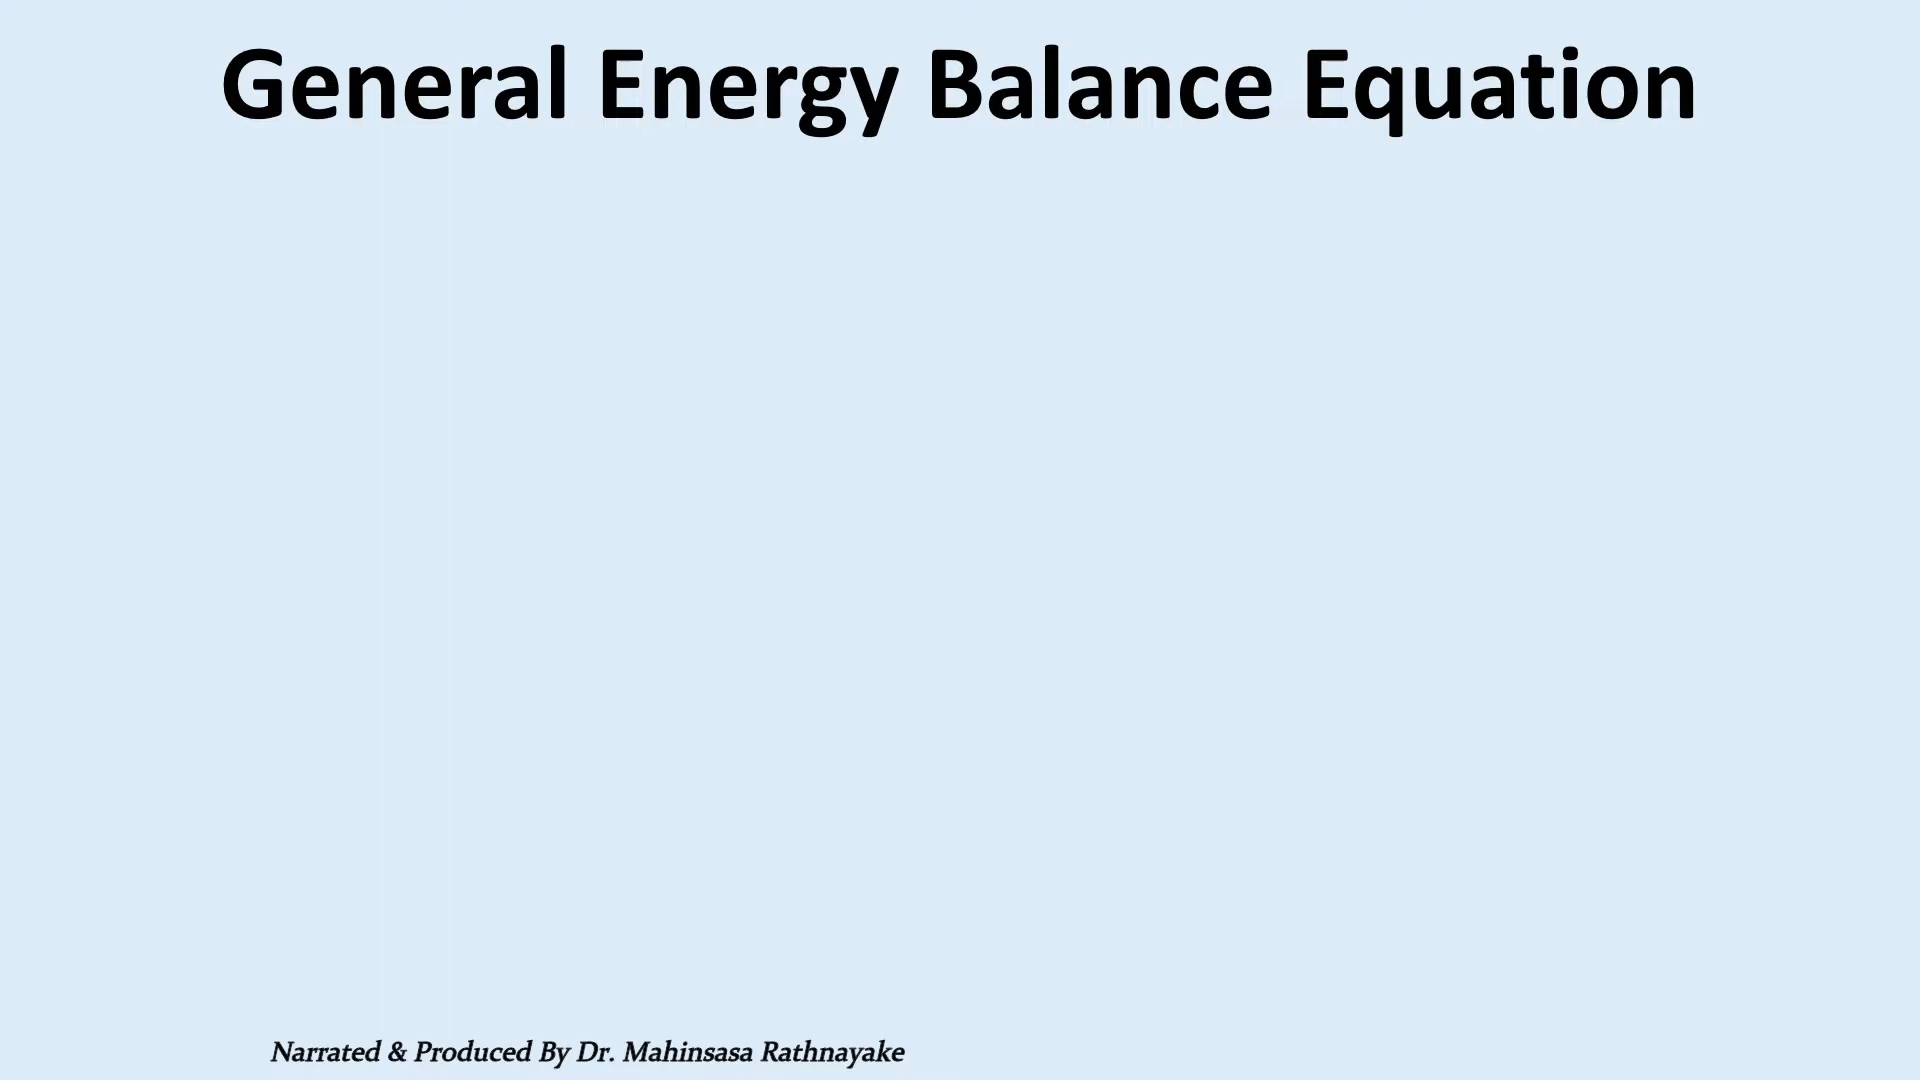 General Energy Balance Equation
Narrated & Produced By Dr. Mahinsasa Rathnayake